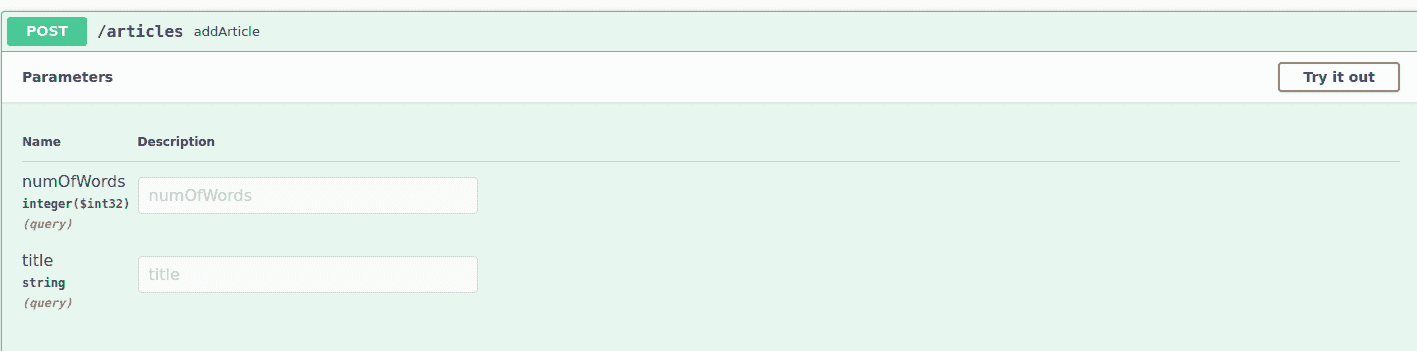 POST /articles addArticle
Parameters Try it out
Name Description
numOfWords numOfWords
integer($int32)
(query)
title title
string
(query)